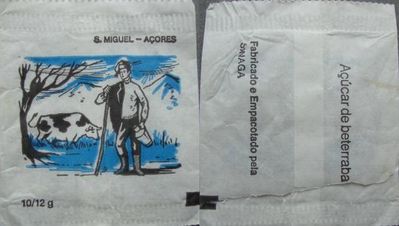 S. MIGUEL – AÇORES
10/12 g
Açúcar de beterraba
Fabricado e Empacotado pela
SINAGA